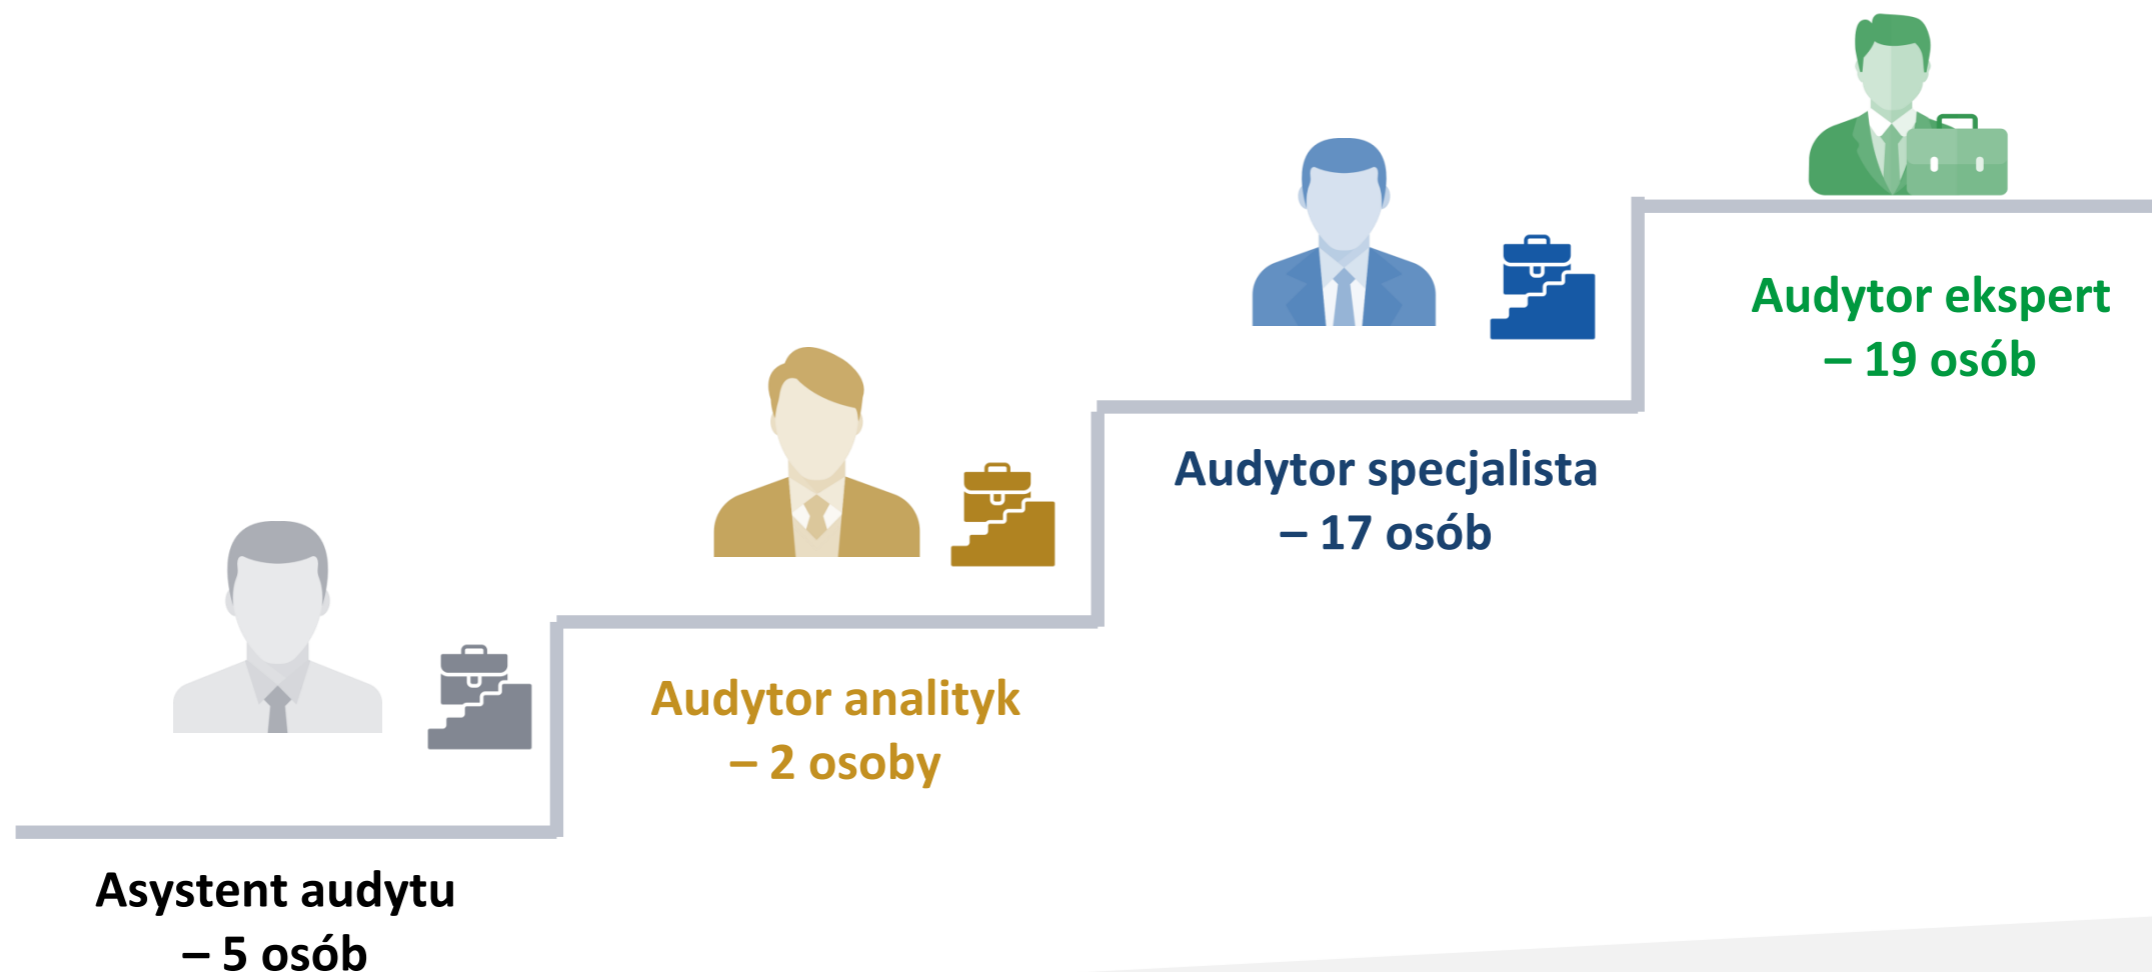 Asystent audytu
– 5 osób
Audytor analityk
– 2 osoby
Audytor specjalista
– 17 osób
Audytor ekspert
– 19 osób